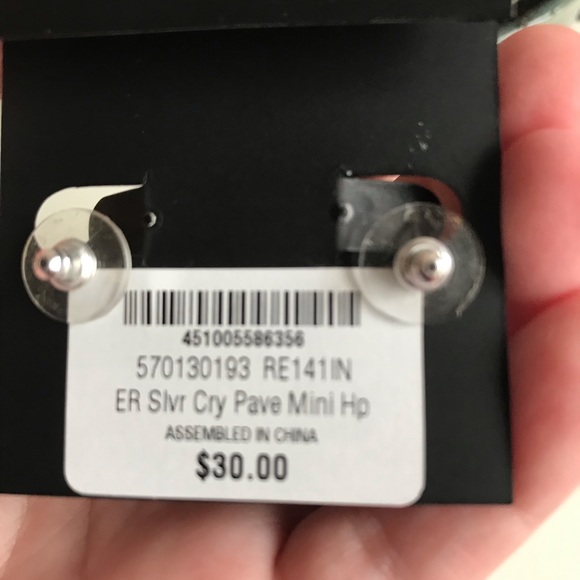 451005586356
570130193 RE141IN
ER Slvr Cry Pave Mini Hp
ASSEMBLED IN CHINA
$30.00